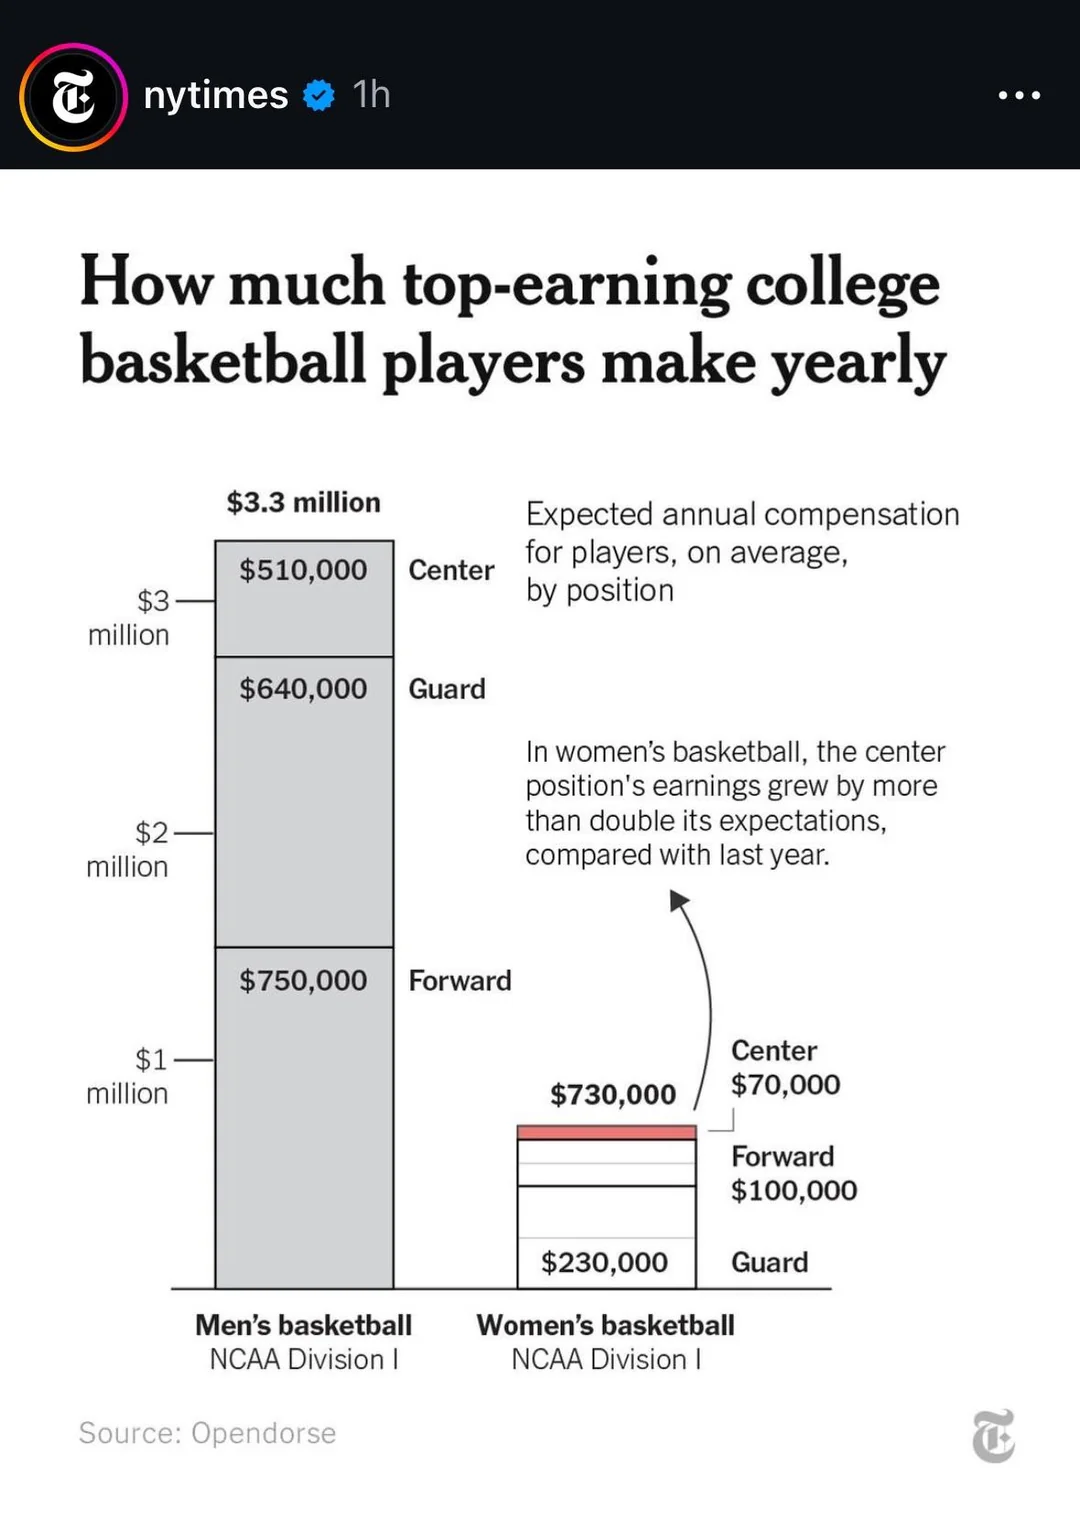 nytimes 1h
How much top-earning college
basketball players make yearly
$3.3 million
Expected annual compensation
for players, on average,
by position
$510,000 Center
$3
million
$640,000 Guard
In women’s basketball, the center
position's earnings grew by more
than double its expectations,
compared with last year.
$2
million
$750,000 Forward
$1
million
Center
$70,000
$730,000
Forward
$100,000
$230,000 Guard
Men’s basketball
NCAA Division I
Women’s basketball
NCAA Division I
Source: Opendorse